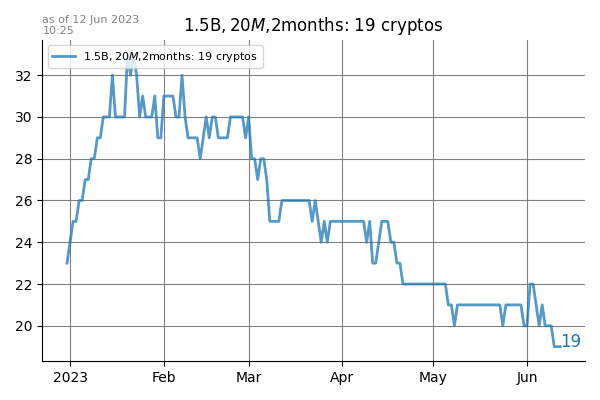 as of 12 Jun 2023
10:25
1.5B, 20M,2months: 19 cryptos
1.5B, 20M,2months: 19 cryptos
32
30
28
26
24
22
20
19
2023 Feb Mar Apr May Jun